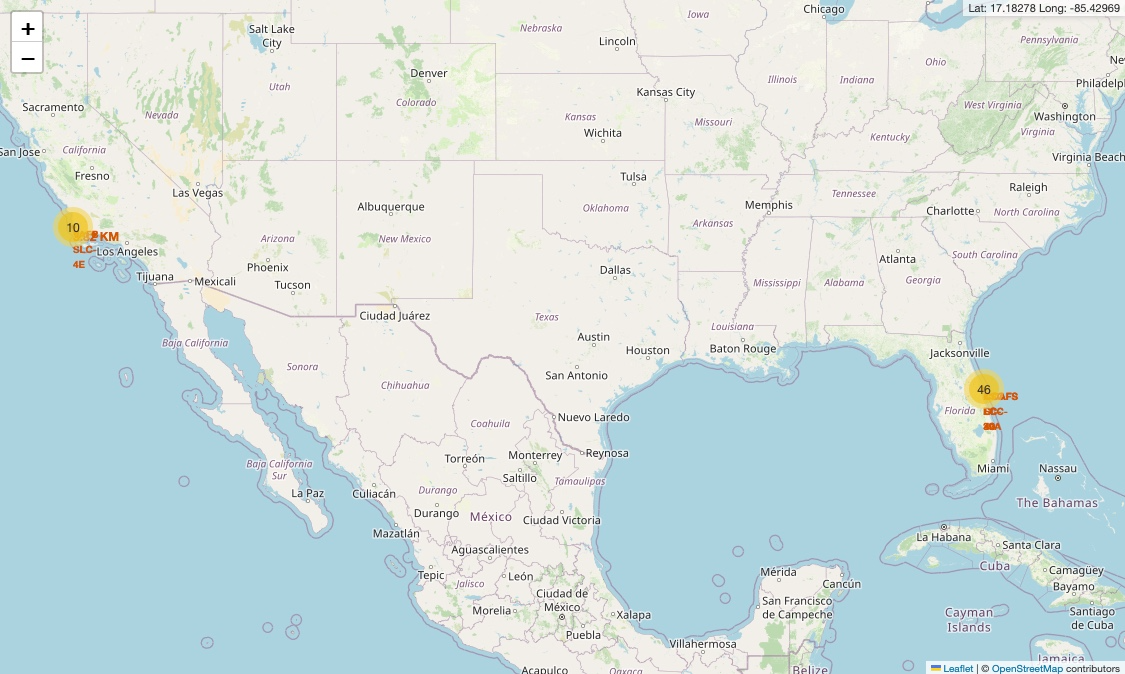 Chicago
Lat: 17.18278 Long: -85.42969
+
−
Iowa
Salt Lake
City
Nebraska
Lincoln
Pennsylvania
Ne
Denver
Ohio
Utah
Illinois
Indiana
Philadelp
Kansas City
Colorado
Sacramento
West Virginia
Nevada
Kansas
Washington
Missouri
Wichita
Virginia
Kentucky
San Jose
California
Virginia Beach
Fresno
Tulsa
Las Vegas
Raleigh
Tennessee
Albuquerque
Memphis
Oklahoma
Charlotte
North Carolina
Arkansas
10
KM
Arizona
New Mexico
SLC-
Los Angeles
4E
South Carolina
Atlanta
Phoenix
Dallas
Tijuana
Mexicali
Georgia
Mississippi
Alabama
Tucson
Ciudad Juárez
Texas
Louisiana
Austin
Baja California
Houston
Baton Rouge
Jacksonville
Sonora
San Antonio
Chihuahua
46
Florida
Nuevo Laredo
Coahuila
Reynosa
Monterrey
Torreón
Baja California
Sur
Miami
Nassau
Saltillo
Tamaulipas
Durango
La Paz
Culiacán
The Bahamas
Durango
México
Ciudad Victoria
Mazatlán
La Habana
Santa Clara
Aguascalientes
Cuba
Camagüey
Mérida
Tepic
León
Jalisco
Cancún
Bayamo
Ciudad de
México
San Francisco
de Campeche
Morelia
Xalapa
Cayman
Islands
Santiago
de Cuba
Puebla
Villahermosa
Jamaica
Acapulco
Oaxaca
Belize
Leaflet | © OpenStreetMap contributors